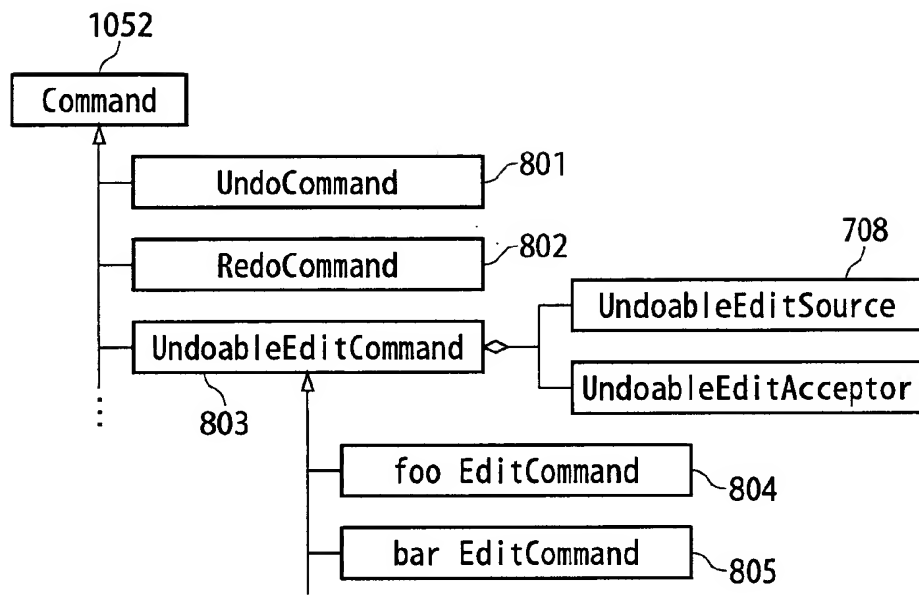 1052
Command
UndoCommand
801
RedoCommand
802
708
UndoableEditSource
UndoableEditCommand
UndoableEditAcceptor
803
foo EditCommand
804
bar EditCommand
805